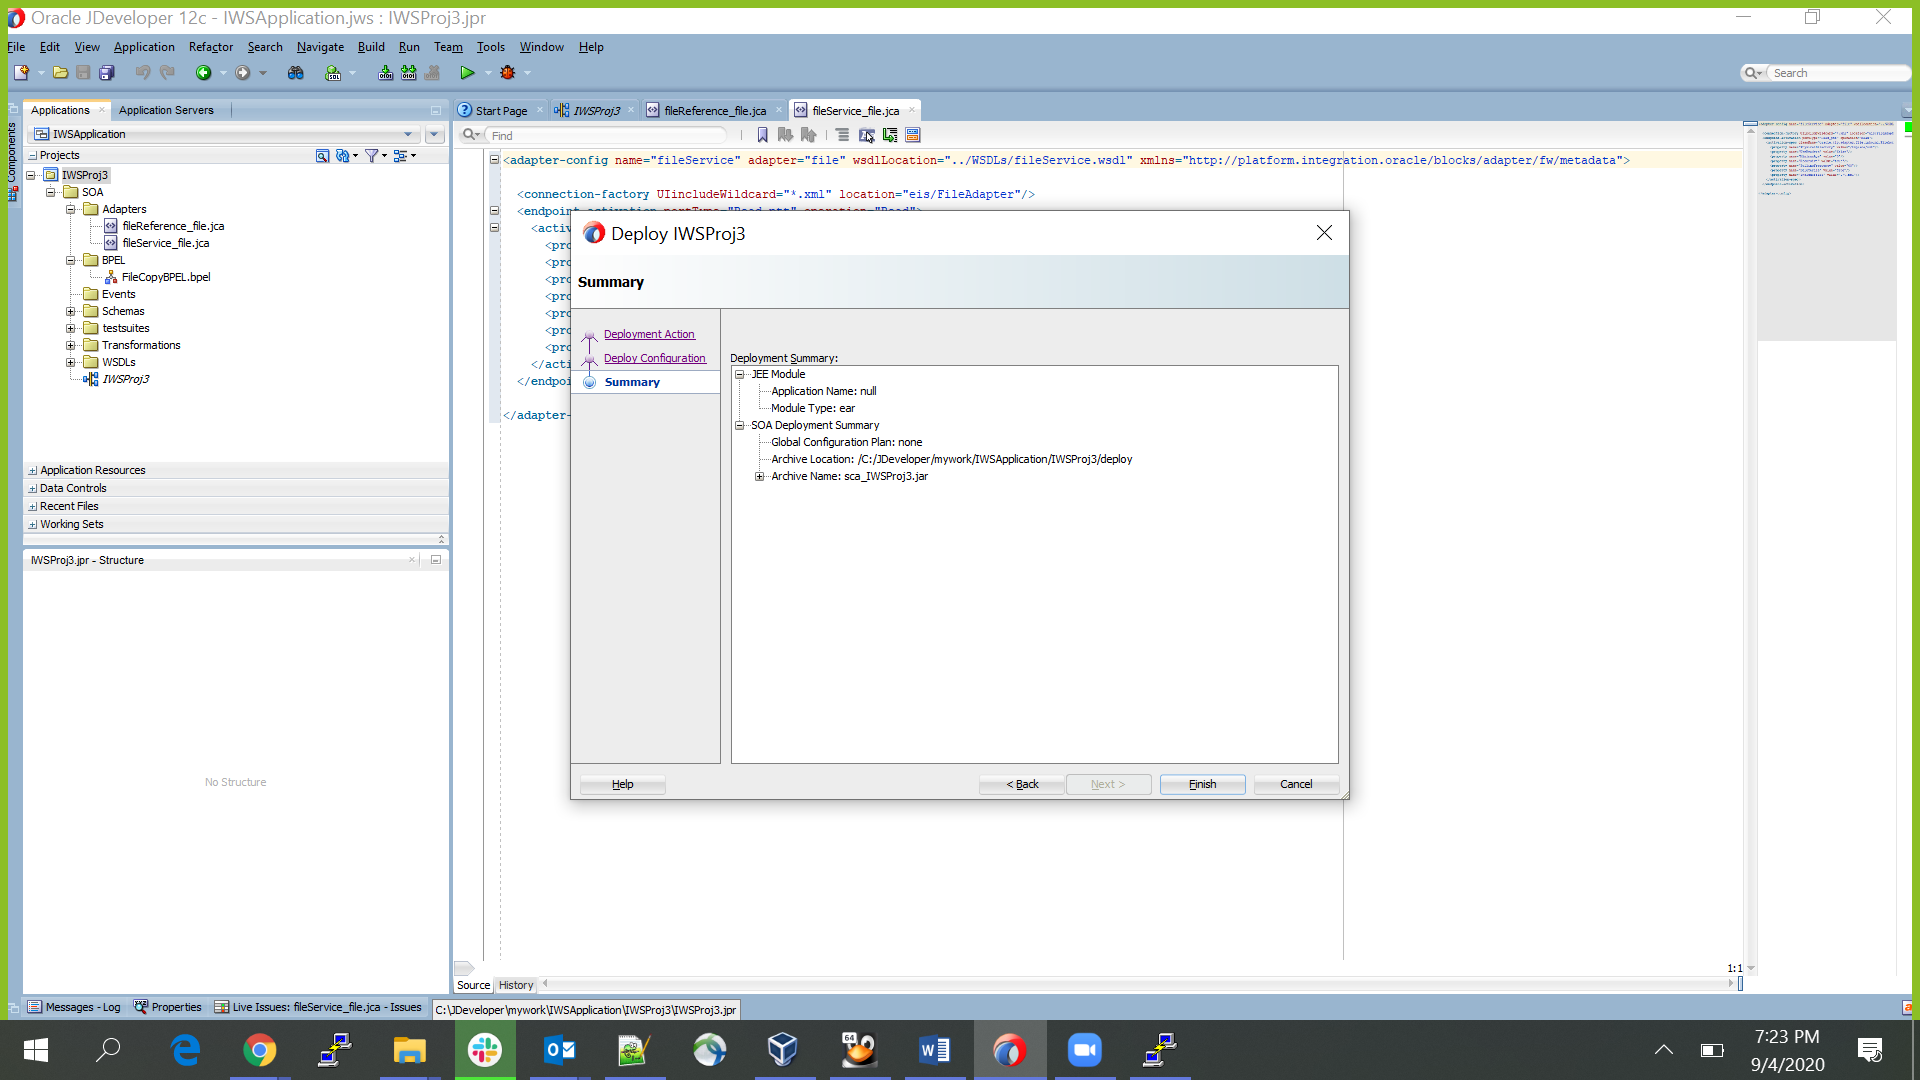 Oracle JDeveloper 12c - IWSApplication.jws : IWSProj3.jpr
File Edit View Application Refactor Search Navigate Build Run Team Tools Window Help
Search
Components
Applications Application Servers
IWSApplication
Projects
IWSProj3
SOA
Adapters
fileReference_file.jca
fileService_file.jca
BPEL
FileCopyBPEL.bpel
Events
Schemas
testsuites
Transformations
WSDLs
IWSProj3
Application Resources
Data Controls
Recent Files
Working Sets
IWSProj3.jpr - Structure
No Structure
Start Page IWSProj3 fileReference_file.jca fileService_file.jca
Find
<adapter-config name="fileService" adapter="file" wsdlLocation="../WSDLs/fileService.wsdl" xmlns="http://platform.integration.oracle/blocks/adapter/fw/metadata">
<connection-factory UIincludeWildcard="*.xml" location="eis/FileAdapter"/>
<endpoint-activation portType="Read_ptt" operation="Read">
<activ
<pro
<pro
<pro
<pro
<pro
<pro
<pro
</acti
</endpoi
</adapter-
Deploy IWSProj3
Summary
Deployment Action
Deploy Configuration
Summary
Deployment Summary:
JEE Module
Application Name: null
Module Type: ear
SOA Deployment Summary
Global Configuration Plan: none
Archive Location: /C:/JDeveloper/mywork/IWSApplication/IWSProj3/deploy
Archive Name: sca_IWSProj3.jar
Help < Back Next > Finish Cancel
1:1
Source History
Messages - Log Properties Live Issues: fileService_file.jca - Issues C:\JDeveloper\mywork\IWSApplication\IWSProj3\IWSProj3.jpr
64
7:23 PM
9/4/2020